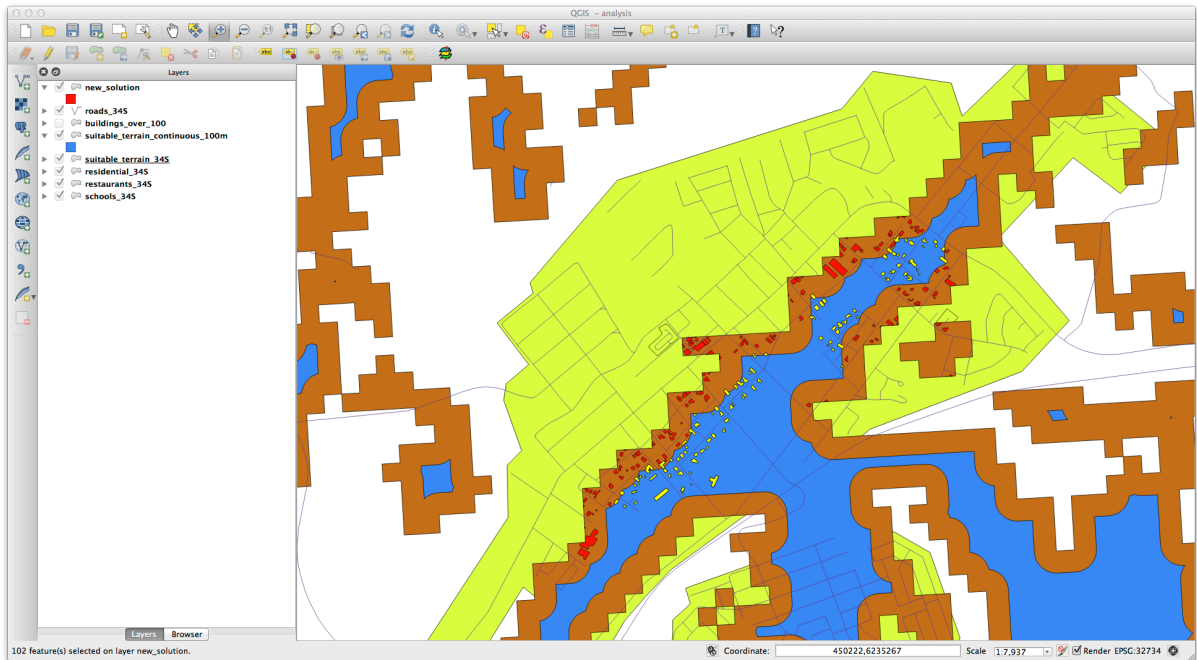 QGIS - analysis
Layers
new_solution
roads_34S
buildings_over_100
suitable_terrain_continuous_100m
suitable_terrain_34S
residential_34S
restaurants_34S
schools_34S
Layers Browser
102 feature(s) selected on layer new_solution. Coordinate: 450222,6235267 Scale 1:7,937 Render EPSG:32734